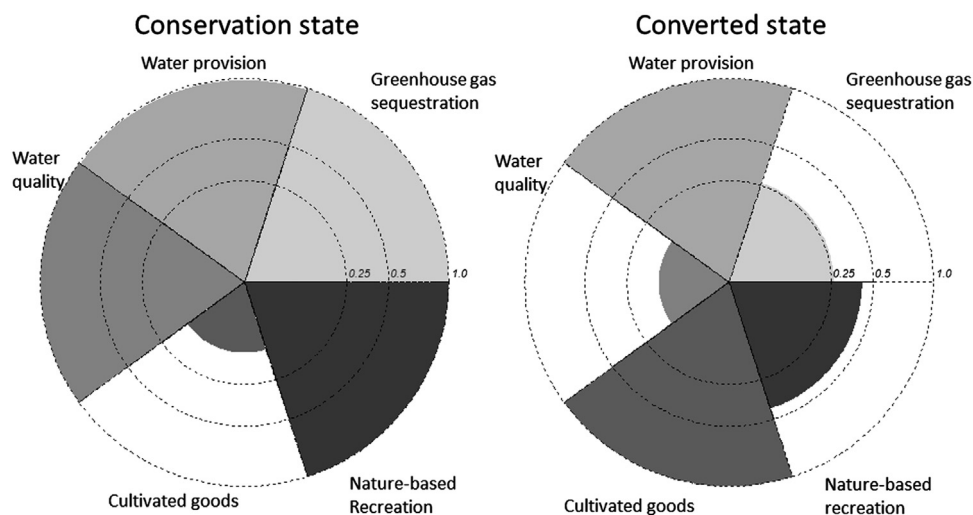 Conservation state
Water provision
Greenhouse gas
sequestration
Water
quality
0.25
0.5
1.0
Cultivated goods
Nature-based
Recreation
Converted state
Water provision
Greenhouse gas
sequestration
Water
quality
0.25
0.5
1.0
Cultivated goods
Nature-based
recreation